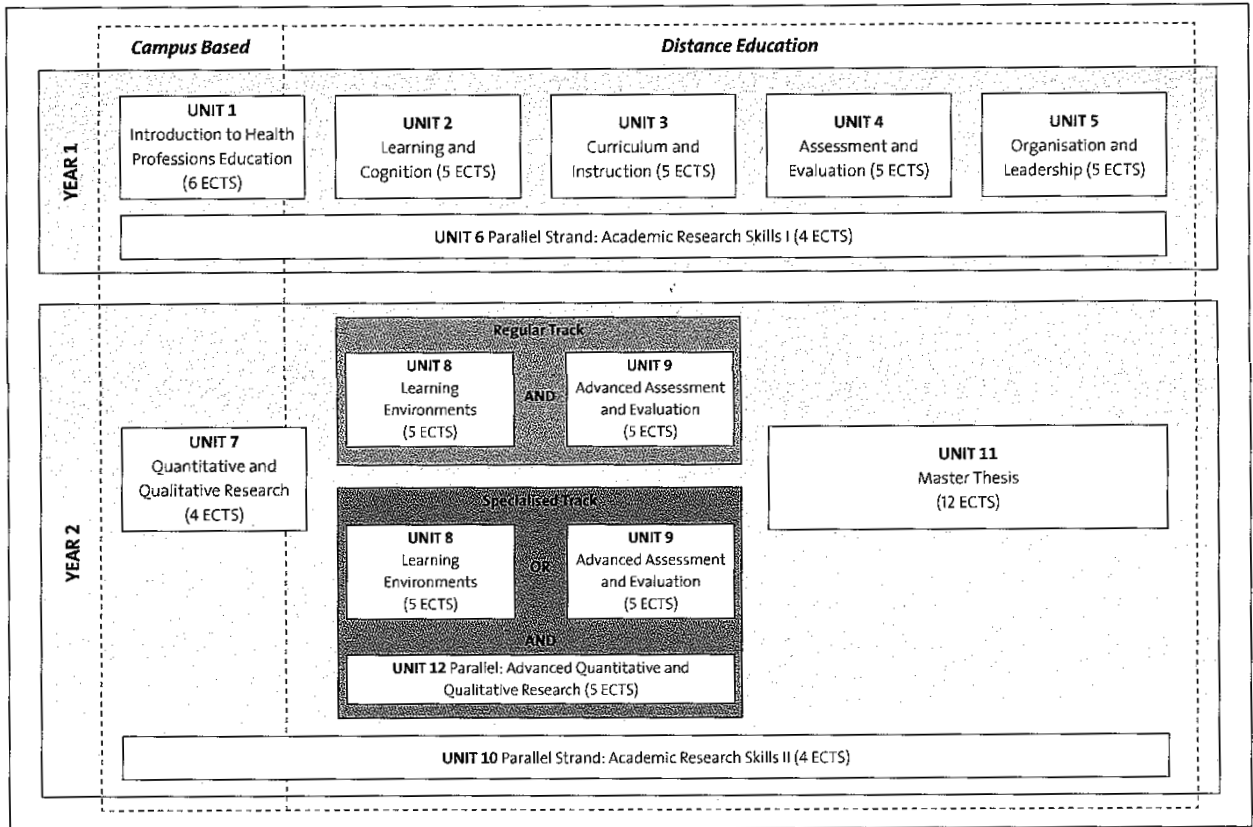 Campus Based
Distance Education
YEAR 1
UNIT 1
Introduction to Health
Professions Education
(6 ECTS)
UNIT 2
Learning and
Cognition (5 ECTS)
UNIT 3
Curriculum and
Instruction (5 ECTS)
UNIT 4
Assessment and
Evaluation (5 ECTS)
UNIT 5
Organisation and
Leadership (5 ECTS)
UNIT 6 Parallel Strand: Academic Research Skills I (4 ECTS)
YEAR 2
UNIT 7
Quantitative and
Qualitative Research
(4 ECTS)
Regular Track
UNIT 8
Learning
Environments
(5 ECTS)
AND
UNIT 9
Advanced Assessment
and Evaluation
(5 ECTS)
Specialised Track
UNIT 8
Learning
Environments
(5 ECTS)
OR
UNIT 9
Advanced Assessment
and Evaluation
(5 ECTS)
AND
UNIT 12 Parallel: Advanced Quantitative and
Qualitative Research (5 ECTS)
UNIT 11
Master Thesis
(12 ECTS)
UNIT 10 Parallel Strand: Academic Research Skills II (4 ECTS)